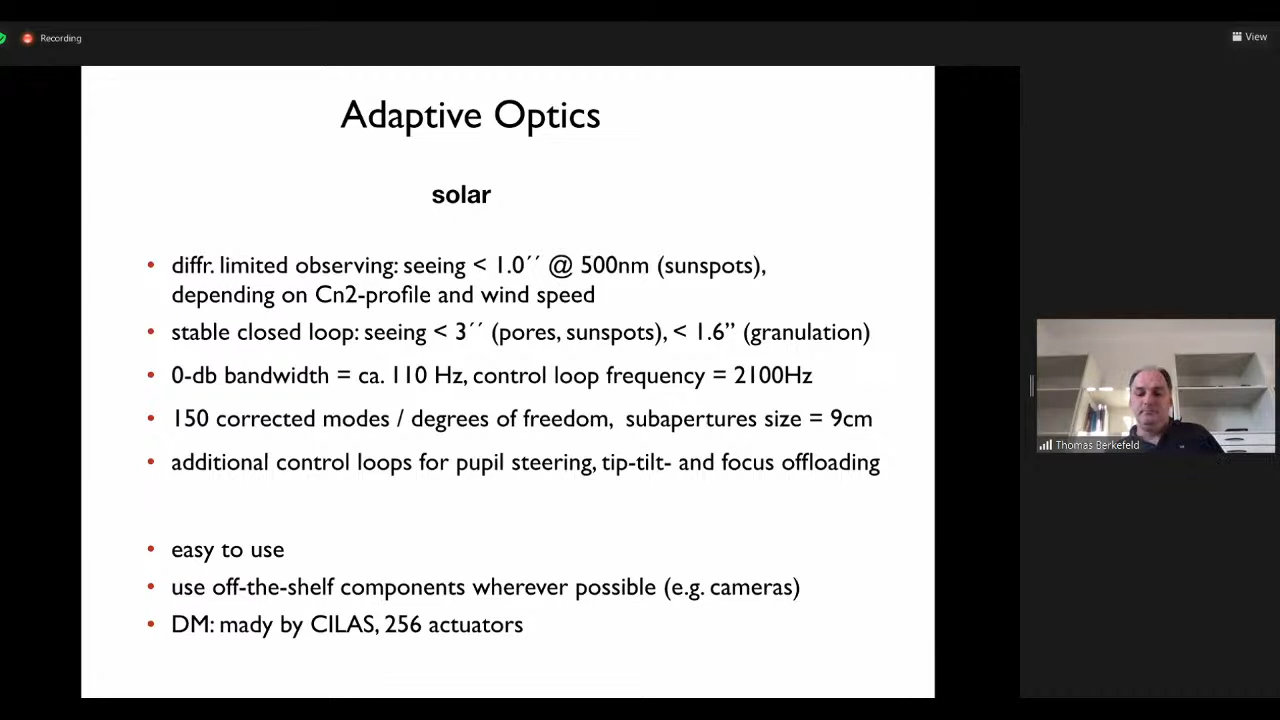 Recording
View
Adaptive Optics
solar
• diffr. limited observing: seeing < 1.0´´ @ 500nm (sunspots),
depending on Cn2-profile and wind speed
• stable closed loop: seeing < 3´´ (pores, sunspots), < 1.6” (granulation)
• 0-db bandwidth = ca. 110 Hz, control loop frequency = 2100Hz
• 150 corrected modes / degrees of freedom, subapertures size = 9cm
• additional control loops for pupil steering, tip-tilt- and focus offloading
• easy to use
• use off-the-shelf components wherever possible (e.g. cameras)
• DM: mady by CILAS, 256 actuators
Thomas Berkefeld